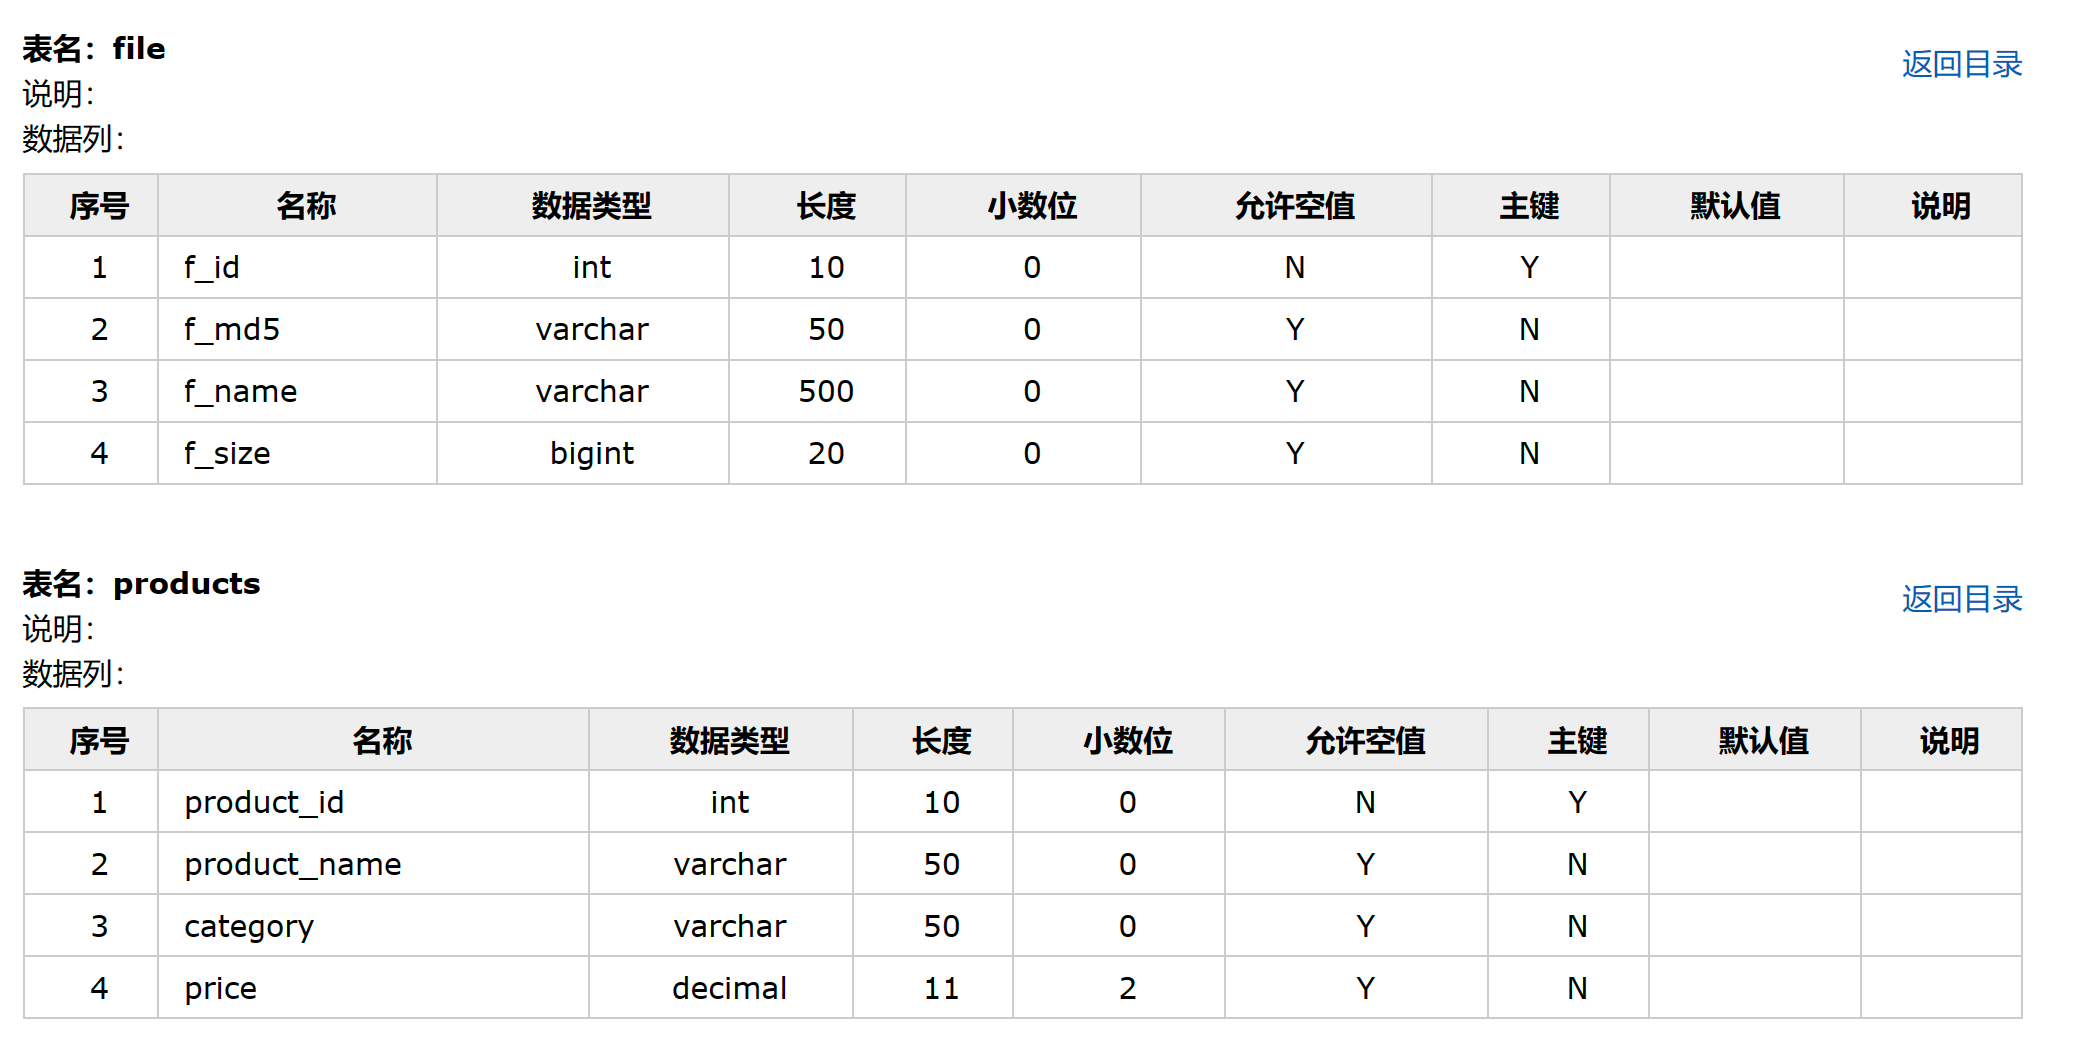 表名：file
返回目录
说明：
数据列：
序号 名称 数据类型 长度 小数位 允许空值 主键 默认值 说明
1 f_id int 10 0 N Y
2 f_md5 varchar 50 0 Y N
3 f_name varchar 500 0 Y N
4 f_size bigint 20 0 Y N
表名：products
返回目录
说明：
数据列：
序号 名称 数据类型 长度 小数位 允许空值 主键 默认值 说明
1 product_id int 10 0 N Y
2 product_name varchar 50 0 Y N
3 category varchar 50 0 Y N
4 price decimal 11 2 Y N